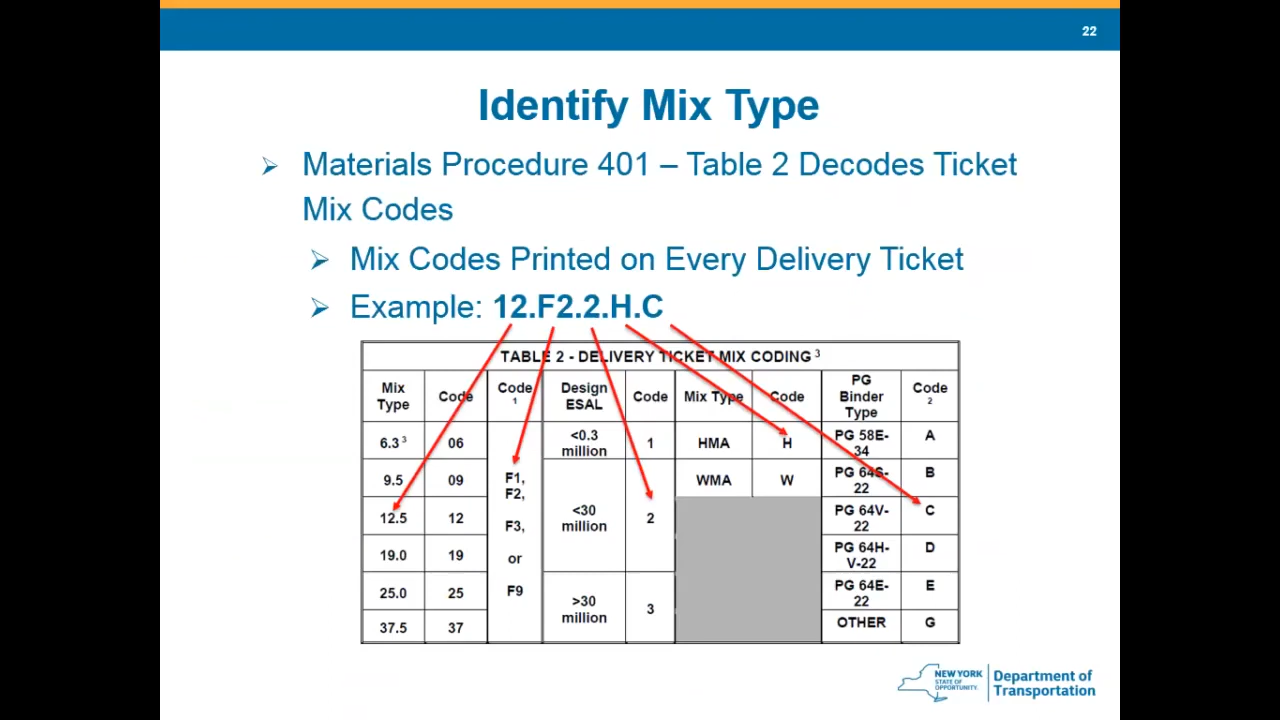 22
Identify Mix Type
Materials Procedure 401 – Table 2 Decodes Ticket
Mix Codes
Mix Codes Printed on Every Delivery Ticket
Example: 12.F2.2.H.C
TABLE 2 - DELIVERY TICKET MIX CODING 3
Mix Type Code Code 1 Design ESAL Code Mix Type Code PG Binder Type Code 2
6.3 3 06 <0.3 million 1 HMA H PG 58E-34 A
9.5 09 F1, F2, WMA W PG 64S-22 B
12.5 12 F3, <30 million 2 PG 64V-22 C
19.0 19 or PG 64H-V-22 D
25.0 25 F9 >30 million 3 PG 64E-22 E
37.5 37 OTHER G
NEW YORK
STATE OF
OPPORTUNITY
Department of
Transportation